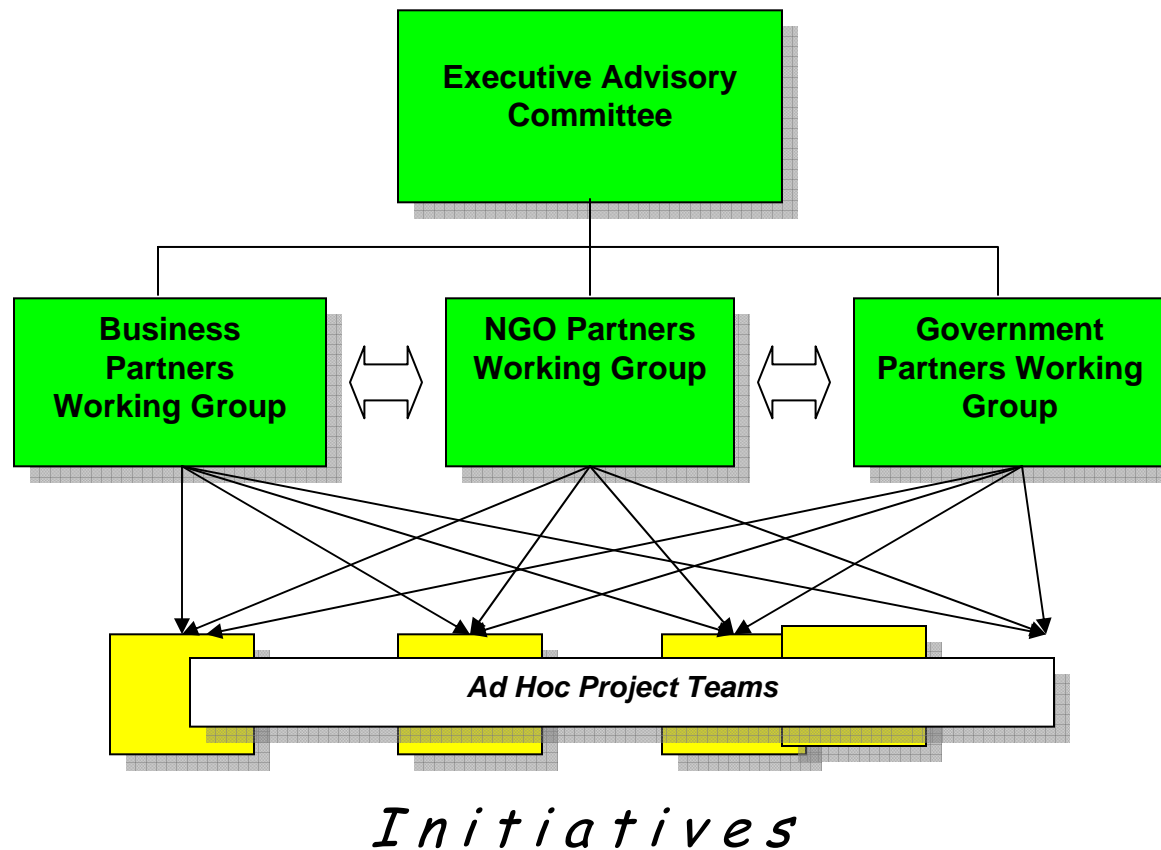 Executive Advisory
Committee
Business
Partners
Working Group
NGO Partners
Working Group
Government
Partners Working
Group
Ad Hoc Project Teams
Initiatives